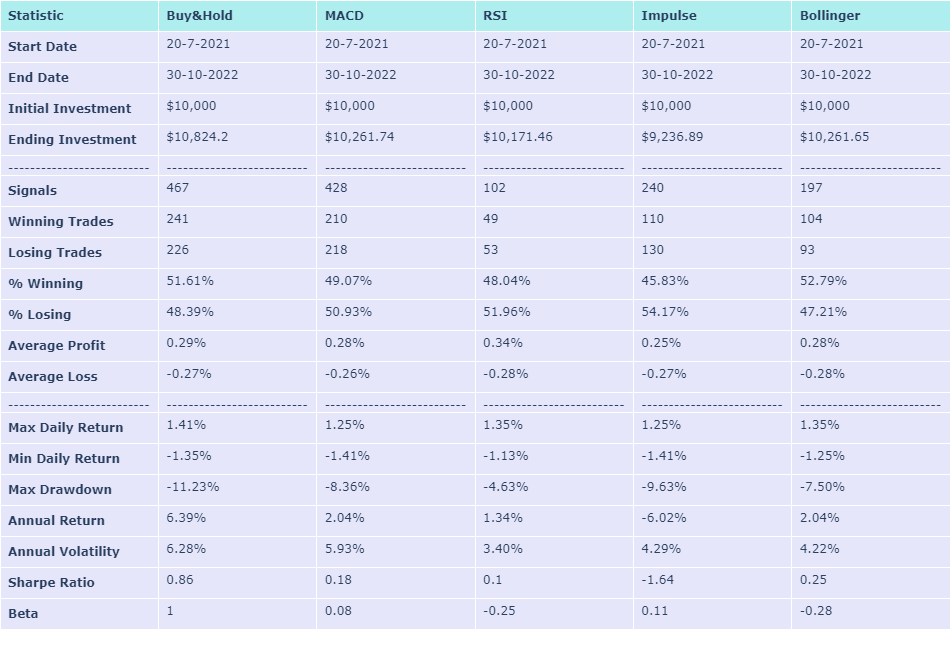 Statistic Buy&Hold MACD RSI Impulse Bollinger
Start Date 20-7-2021 20-7-2021 20-7-2021 20-7-2021 20-7-2021
End Date 30-10-2022 30-10-2022 30-10-2022 30-10-2022 30-10-2022
Initial Investment $10,000 $10,000 $10,000 $10,000 $10,000
Ending Investment $10,824.2 $10,261.74 $10,171.46 $9,236.89 $10,261.65
-------------------------- -------------------------- -------------------------- -------------------------- -------------------------- --------------------------
Signals 467 428 102 240 197
Winning Trades 241 210 49 110 104
Losing Trades 226 218 53 130 93
% Winning 51.61% 49.07% 48.04% 45.83% 52.79%
% Losing 48.39% 50.93% 51.96% 54.17% 47.21%
Average Profit 0.29% 0.28% 0.34% 0.25% 0.28%
Average Loss -0.27% -0.26% -0.28% -0.27% -0.28%
-------------------------- -------------------------- -------------------------- -------------------------- -------------------------- --------------------------
Max Daily Return 1.41% 1.25% 1.35% 1.25% 1.35%
Min Daily Return -1.35% -1.41% -1.13% -1.41% -1.25%
Max Drawdown -11.23% -8.36% -4.63% -9.63% -7.50%
Annual Return 6.39% 2.04% 1.34% -6.02% 2.04%
Annual Volatility 6.28% 5.93% 3.40% 4.29% 4.22%
Sharpe Ratio 0.86 0.18 0.1 -1.64 0.25
Beta 1 0.08 -0.25 0.11 -0.28